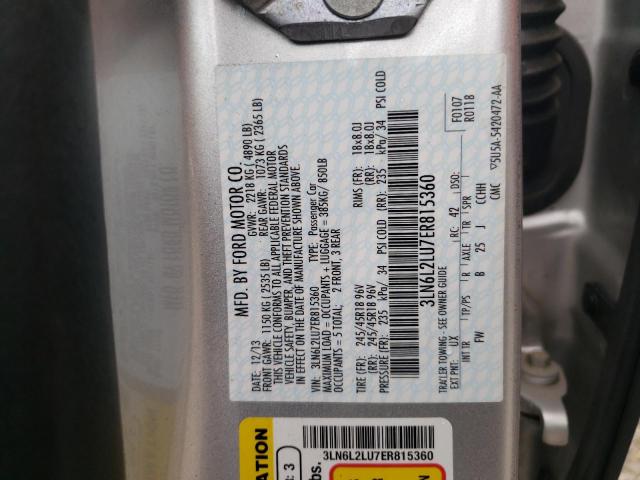 MFD. BY FORD MOTOR CO.
DATE: 12/13 GVWR: 2218 KG ( 4890 LB)
FRONT GAWR: 1150 KG ( 2535 LB) REAR GAWR: 1073 KG ( 2365 LB)
THIS VEHICLE CONFORMS TO ALL APPLICABLE FEDERAL MOTOR
VEHICLE SAFETY, BUMPER, AND THEFT PREVENTION STANDARDS
IN EFFECT ON THE DATE OF MANUFACTURE SHOWN ABOVE.
VIN: 3LN6L2LU7ER815360 TYPE: Passenger Car
MAXIMUM LOAD = OCCUPANTS + LUGGAGE = 385KG/ 850LB
OCCUPANTS = 5 TOTAL: 2 FRONT, 3 REAR
TIRE (FR): 245/45R18 96V RIMS (FR): 18x8.0J
(RR): 245/45R18 96V (RR): 18x8.0J
PRESSURE (FR): 235 kPa/ 34 PSI COLD (RR): 235 kPa/ 34 PSI COLD
3LN6L2LU7ER815360
TRAILER TOWING - SEE OWNER GUIDE F0107
EXT PNT: UX RC: 42 DSO: R0118
INT TR TP/PS R AXLE TR SPR
FW B 25 J CCHH
CMC ▽5U5A-5420472-AA
3LN6L2LU7ER815360